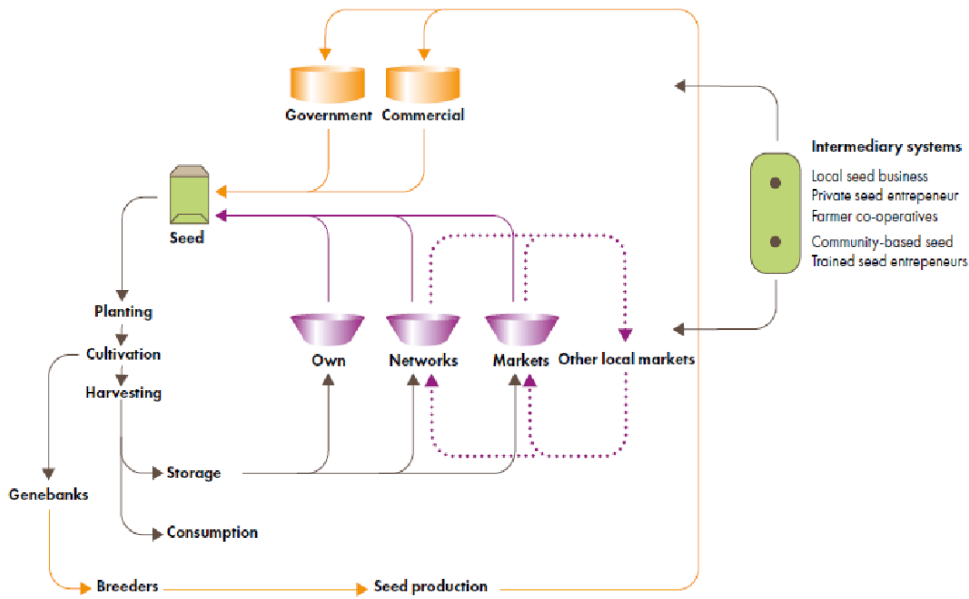 Government
Commercial
Intermediary systems
Local seed business
Private seed entrepeneur
Farmer co-operatives
Community-based seed
Trained seed entrepeneurs
Seed
Planting
Own
Networks
Markets
Other local markets
Cultivation
Harvesting
Storage
Genebanks
Consumption
Breeders
Seed production